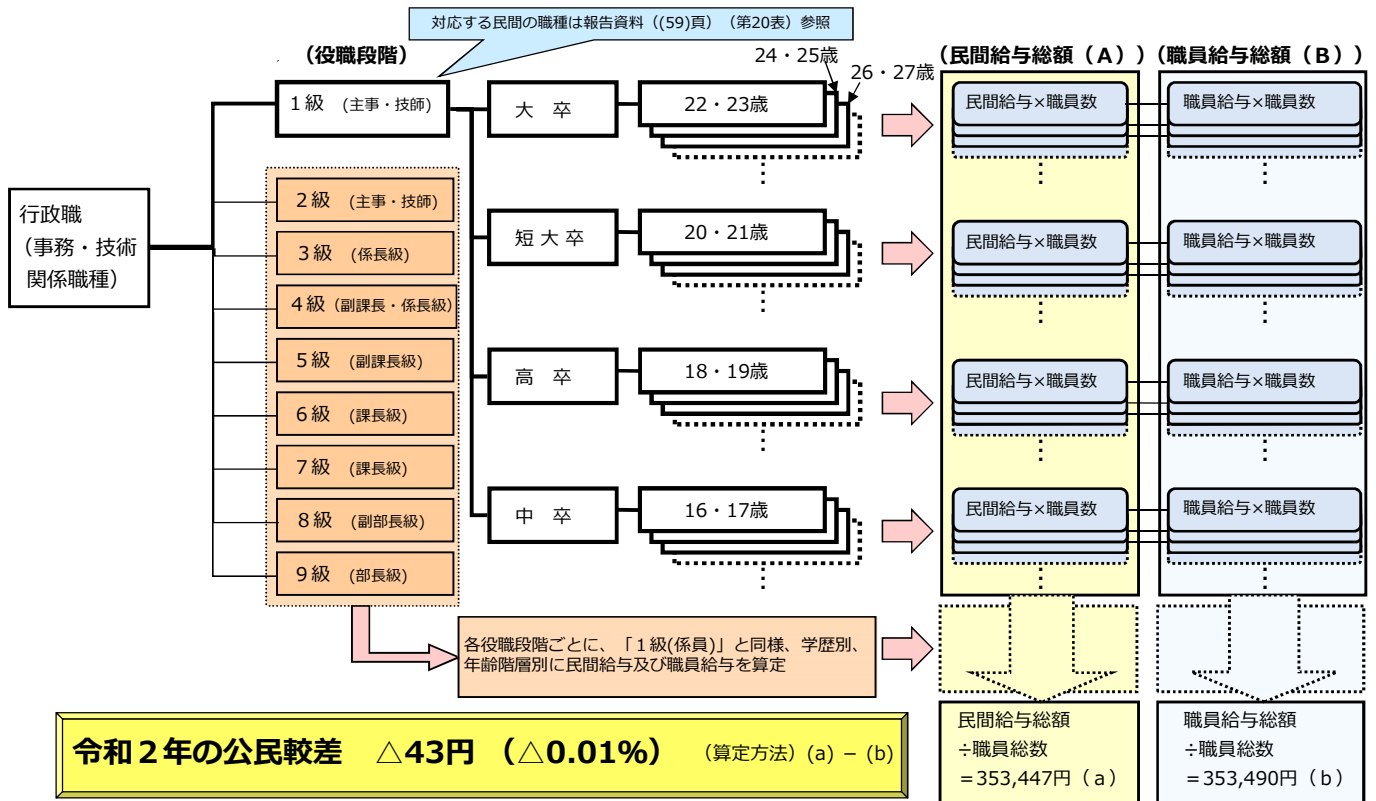 対応する民間の職種は報告資料（(59)頁）（第20表）参照
（役職段階）
24・25歳
26・27歳
（民間給与総額（Ａ））
（職員給与総額（Ｂ））
行政職
（事務・技術
関係職種）
１級 (主事・技師)
２級 (主事・技師)
３級 (係長級)
４級（副課長・係長級）
５級 (副課長級)
６級 (課長級)
７級 (課長級)
８級 (副部長級)
９級 (部長級)
大 卒
22・23歳
民間給与×職員数
職員給与×職員数
短 大 卒
20・21歳
民間給与×職員数
職員給与×職員数
高 卒
18・19歳
民間給与×職員数
職員給与×職員数
中 卒
16・17歳
民間給与×職員数
職員給与×職員数
各役職段階ごとに、「１級(係員)」と同様、学歴別、
年齢階層別に民間給与及び職員給与を算定
民間給与総額
÷職員総数
＝353,447円（ａ）
職員給与総額
÷職員総数
＝353,490円（ｂ）
令和２年の公民較差 △43円 （△0.01%） （算定方法）(a) − (b)